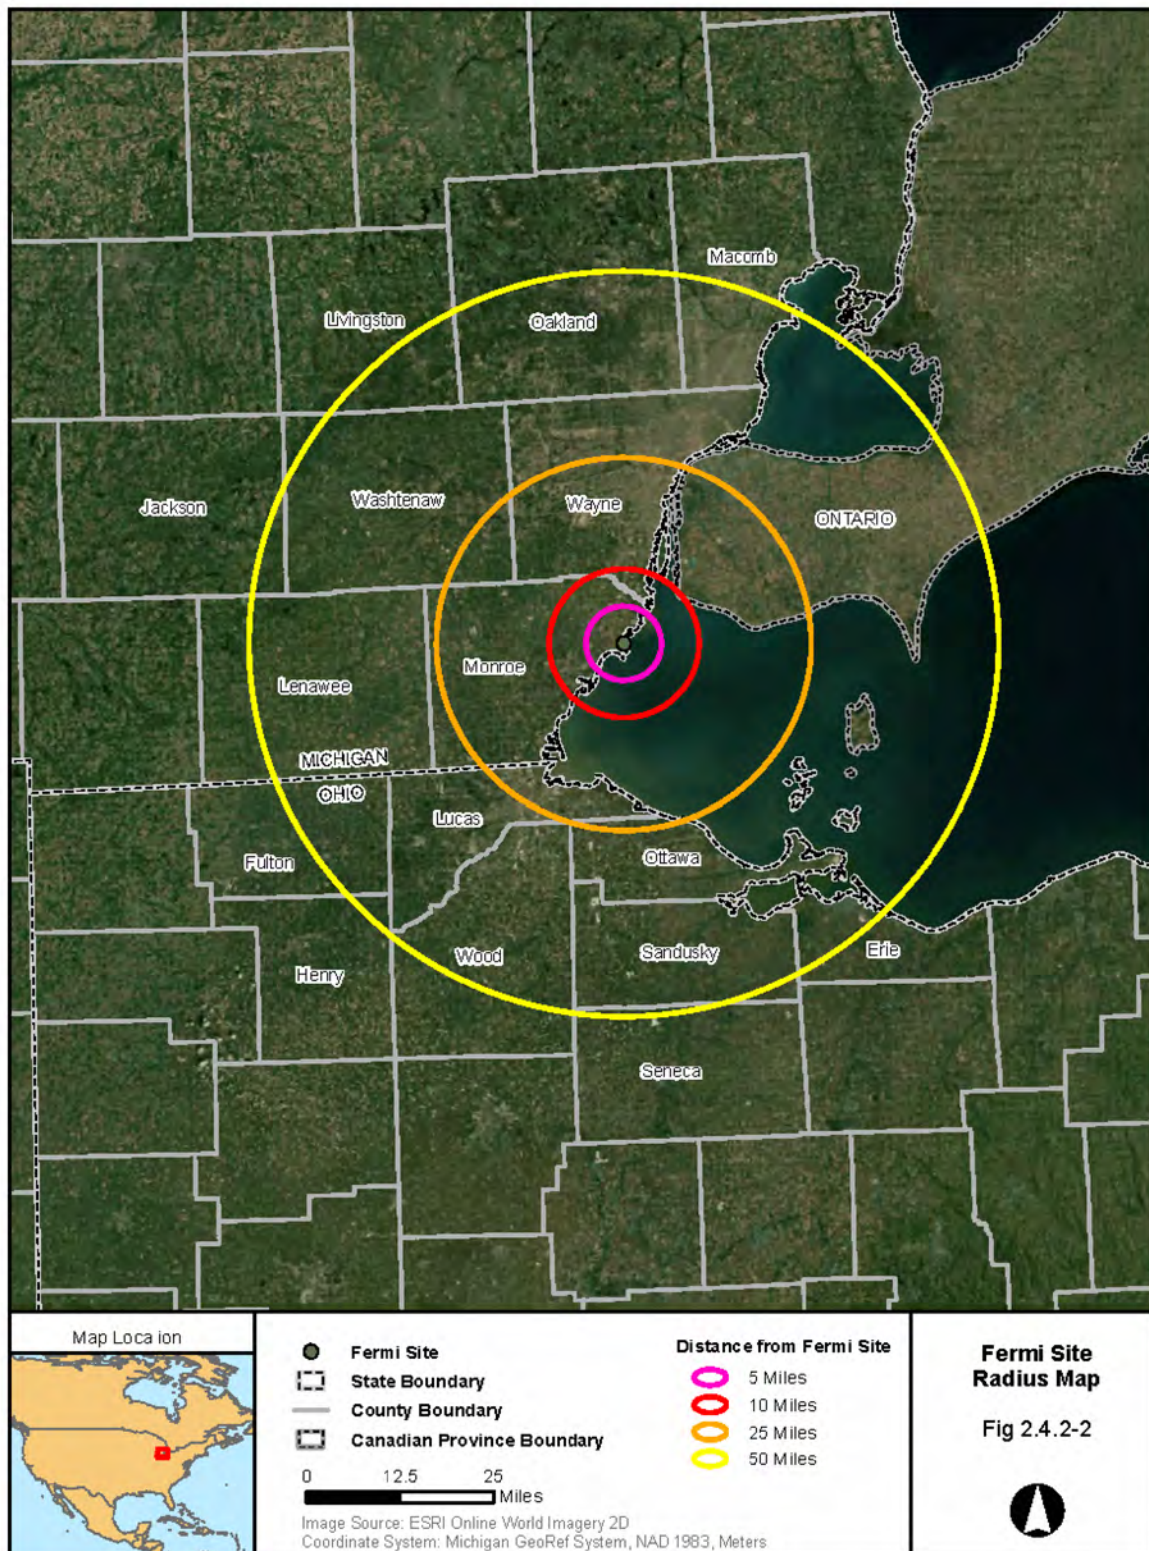 Macomb
Livingston
Oakland
Jackson
Washtenaw
Wayne
ONTARIO
Monroe
Lenawee
MICHIGAN
OHIO
Lucas
Fulton
Ottawa
Wood
Sandusky
Erie
Henry
Seneca
Map Loca ion
Fermi Site
State Boundary
County Boundary
Canadian Province Boundary
0 12.5 25
Miles
Image Source: ESRI Online World Imagery 2D
Coordinate System: Michigan GeoRef System, NAD 1983, Meters
Distance from Fermi Site
5 Miles
10 Miles
25 Miles
50 Miles
Fermi Site
Radius Map
Fig 2.4.2-2